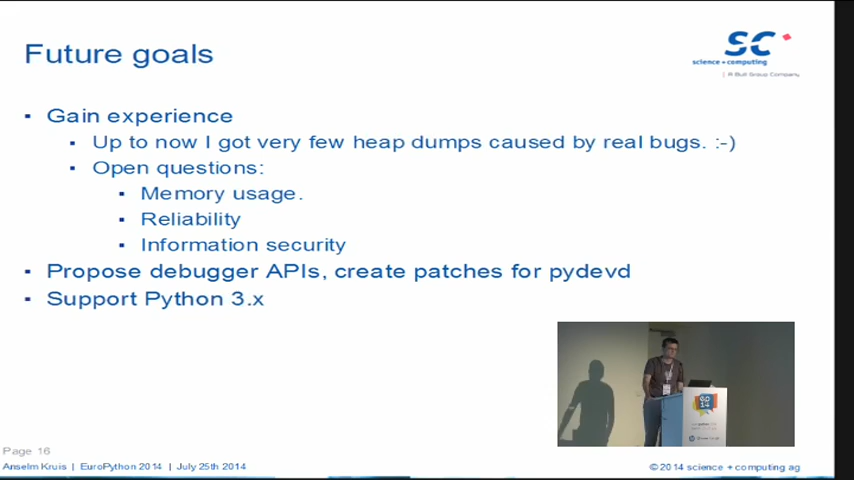 Future goals
SC
science + computing
| A Bull Group Company
Gain experience
Up to now I got very few heap dumps caused by real bugs. :-)
Open questions:
Memory usage.
Reliability
Information security
Propose debugger APIs, create patches for pydevd
Support Python 3.x
Page 16
Anselm Kruis | EuroPython 2014 | July 25th 2014
©2014 science + computing ag